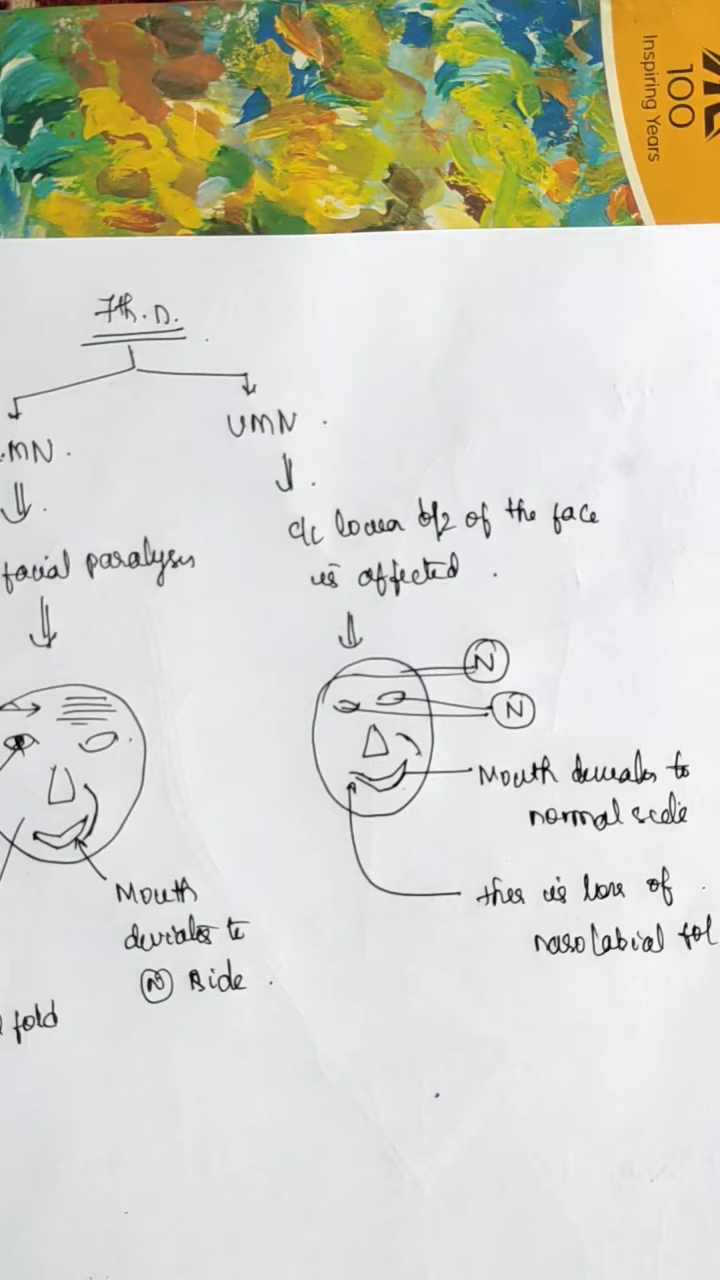 100
Inspiring Years
7th.n.
MN.
UMN.
facial paralysis
c/c lower 1/2 of the face
is affected.
N
N
Mouth deviates to
normal side
Mouth
deviates to
N side.
ther is loss of
nasolabial fol
fold